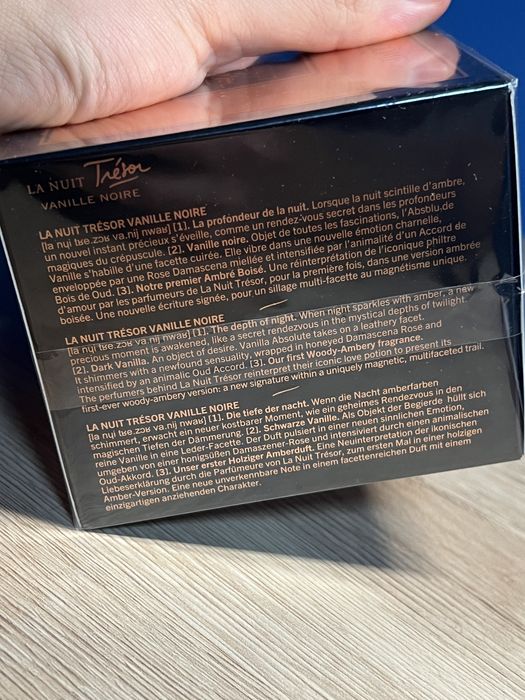 LA NUIT Trésor
VANILLE NOIRE
LA NUIT TRÉSOR VANILLE NOIRE
[la nɥi tʁe.zɔʁ va.nij nwaʁ] [1]. La profondeur de la nuit. Lorsque la nuit scintille d'ambre,
un nouvel instant précieux s'éveille, comme un rendez-vous secret dans les profondeurs
magiques du crépuscule. [2]. Vanille noire. Objet de toutes les fascinations, l'Absolu de
Vanille s'habille d'une facette cuirée. Elle vibre dans une nouvelle émotion charnelle,
enveloppée par une Rose Damascena miellée et intensifiée par l'animalité d'un Accord de
Bois de Oud. [3]. Notre premier Ambré Boisé. Une réinterprétation de l'iconique philtre
d'amour par les parfumeurs de La Nuit Trésor, pour la première fois, dans une version ambrée
boisée. Une nouvelle écriture signée, pour un sillage multi-facette au magnétisme unique.
LA NUIT TRÉSOR VANILLE NOIRE
[la nɥi tʁe.zɔʁ va.nij nwaʁ] [1]. The depth of night. When night sparkles with amber, a new
precious moment is awakened, like a secret rendezvous in the mystical depths of twilight.
[2]. Dark Vanilla. An object of desire. Vanilla Absolute takes on a leathery facet.
It shimmers with a newfound sensuality, wrapped in honeyed Damascena Rose and
intensified by an animalic Oud Accord. [3]. Our first Woody-Ambery fragrance.
The perfumers behind La Nuit Trésor reinterpret their iconic love potion to present its
first-ever woody-ambery version: a new signature within a uniquely magnetic, multifaceted trail.
LA NUIT TRÉSOR VANILLE NOIRE
[la nɥi tʁe.zɔʁ va.nij nwaʁ] [1]. Die tiefe der nacht. Wenn die Nacht amberfarben
schimmert, erwacht ein neuer kostbarer Moment, wie ein geheimes Rendezvous in den
magischen Tiefen der Dämmerung. [2]. Schwarze Vanille. Als Objekt der Begierde hüllt sich
reine Vanille in eine Leder-Facette. Der Duft pulsiert in einer neuen sinnlichen Emotion,
umgeben von einer honigsüßen Damaszener-Rose und intensiviert durch einen animalischen
Oud-Akkord. [3]. Unser erster Holziger Amberduft. Eine Neuinterpretation der ikonischen
Liebeserklärung durch die Parfümeure von La Nuit Trésor, zum ersten Mal in einer holzigen
Amber-Version. Eine neue unverkennbare Note in einem facettenreichen Duft mit einem
einzigartigen anziehenden Charakter.